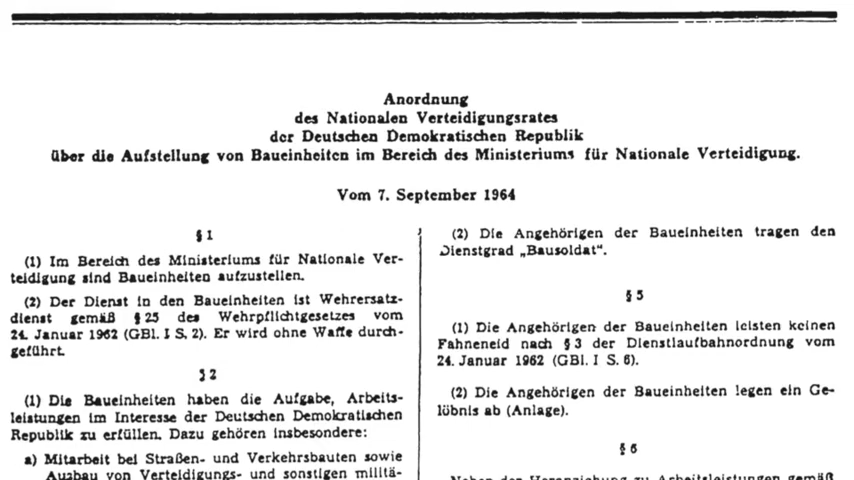 Anordnung
des Nationalen Verteidigungsrates
der Deutschen Demokratischen Republik
über die Aufstellung von Baueinheiten im Bereich des Ministeriums für Nationale Verteidigung.
Vom 7. September 1964
§ 1
(1) Im Bereich des Ministeriums für Nationale Ver-
teidigung sind Baueinheiten aufzustellen.
(2) Der Dienst in den Baueinheiten ist Wehrersatz-
dienst gemäß § 25 des Wehrpflichtgesetzes vom
24. Januar 1962 (GBl. I S. 2). Er wird ohne Waffe durch-
geführt.
§ 2
(1) Die Baueinheiten haben die Aufgabe, Arbeits-
leistungen im Interesse der Deutschen Demokratischen
Republik zu erfüllen. Dazu gehören insbesondere:
a) Mitarbeit bei Straßen- und Verkehrsbauten sowie
Ausbau von Verteidigungs- und sonstigen militä-
(2) Die Angehörigen der Baueinheiten tragen den
Dienstgrad „Bausoldat“.
§ 5
(1) Die Angehörigen der Baueinheiten leisten keinen
Fahneneid nach § 3 der Dienstlaufbahnordnung vom
24. Januar 1962 (GBl. I S. 6).
(2) Die Angehörigen der Baueinheiten legen ein Ge-
löbnis ab (Anlage).
§ 6
Neben der Heranziehung zu Arbeitsleistungen gemäß